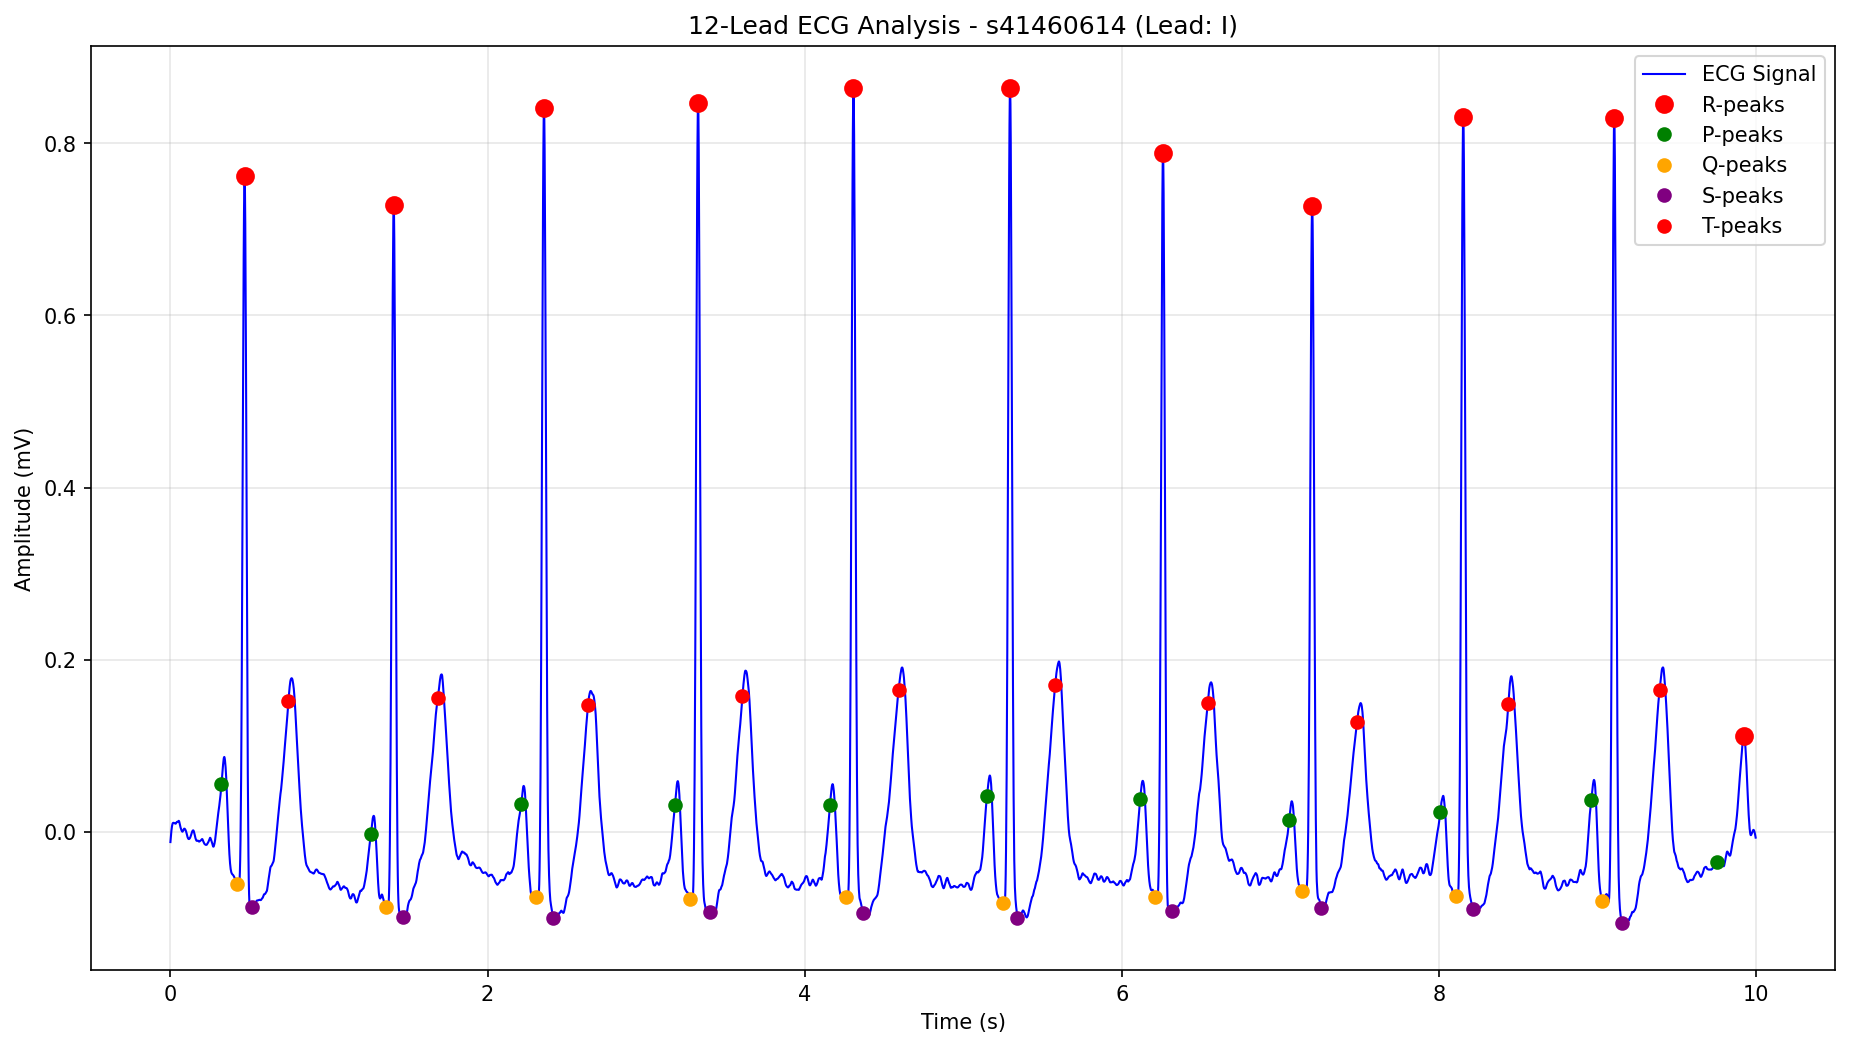 12-Lead ECG Analysis - s41460614 (Lead: I)
ECG Signal
R-peaks
P-peaks
Q-peaks
S-peaks
T-peaks
Amplitude (mV)
0.8
0.6
0.4
0.2
0.0
0 2 4 6 8 10
Time (s)